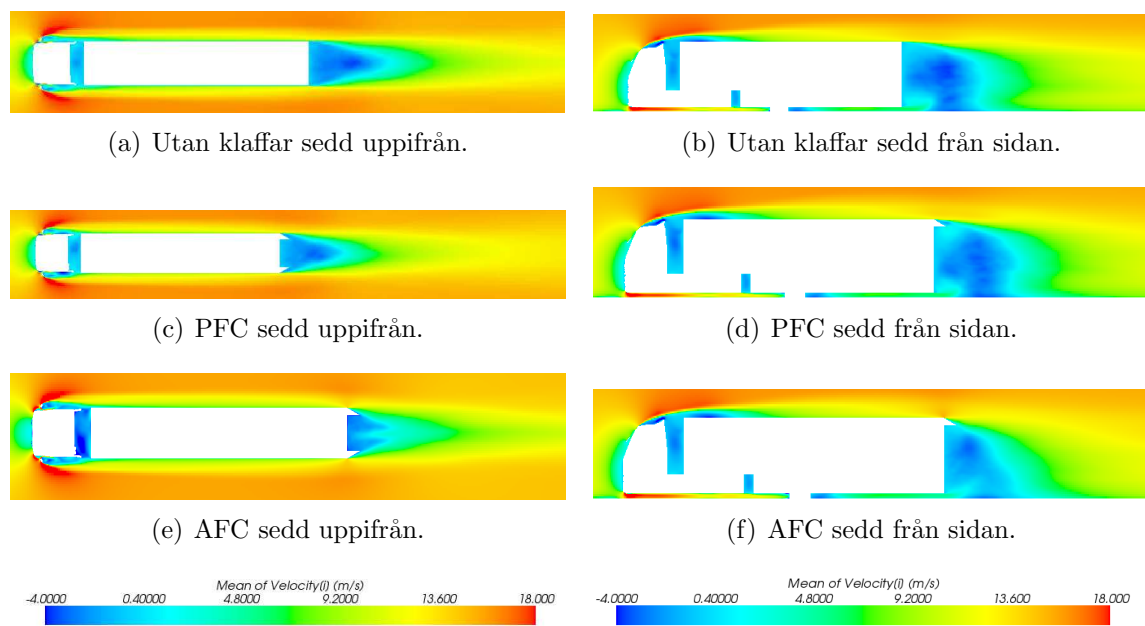 (a) Utan klaffar sedd uppifrån.
(b) Utan klaffar sedd från sidan.
(c) PFC sedd uppifrån.
(d) PFC sedd från sidan.
(e) AFC sedd uppifrån.
(f) AFC sedd från sidan.
Mean of Velocity(i) (m/s)
-4.0000 0.40000 4.8000 9.2000 13.600 18.000
Mean of Velocity(i) (m/s)
-4.0000 0.40000 4.8000 9.2000 13.600 18.000